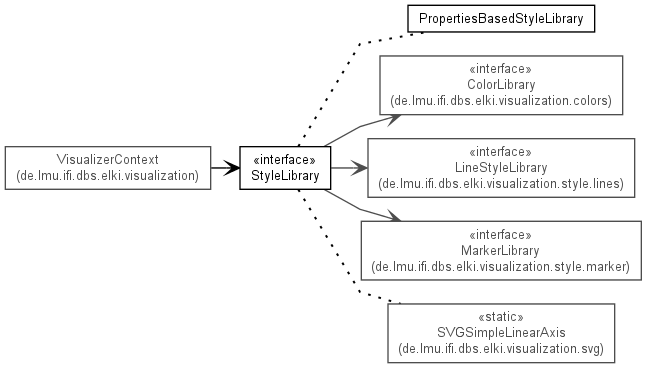 PropertiesBasedStyleLibrary
«interface»
ColorLibrary
(de.lmu.ifi.dbs.elki.visualization.colors)
VisualizerContext
(de.lmu.ifi.dbs.elki.visualization)
«interface»
StyleLibrary
«interface»
LineStyleLibrary
(de.lmu.ifi.dbs.elki.visualization.style.lines)
«interface»
MarkerLibrary
(de.lmu.ifi.dbs.elki.visualization.style.marker)
«static»
SVGSimpleLinearAxis
(de.lmu.ifi.dbs.elki.visualization.svg)